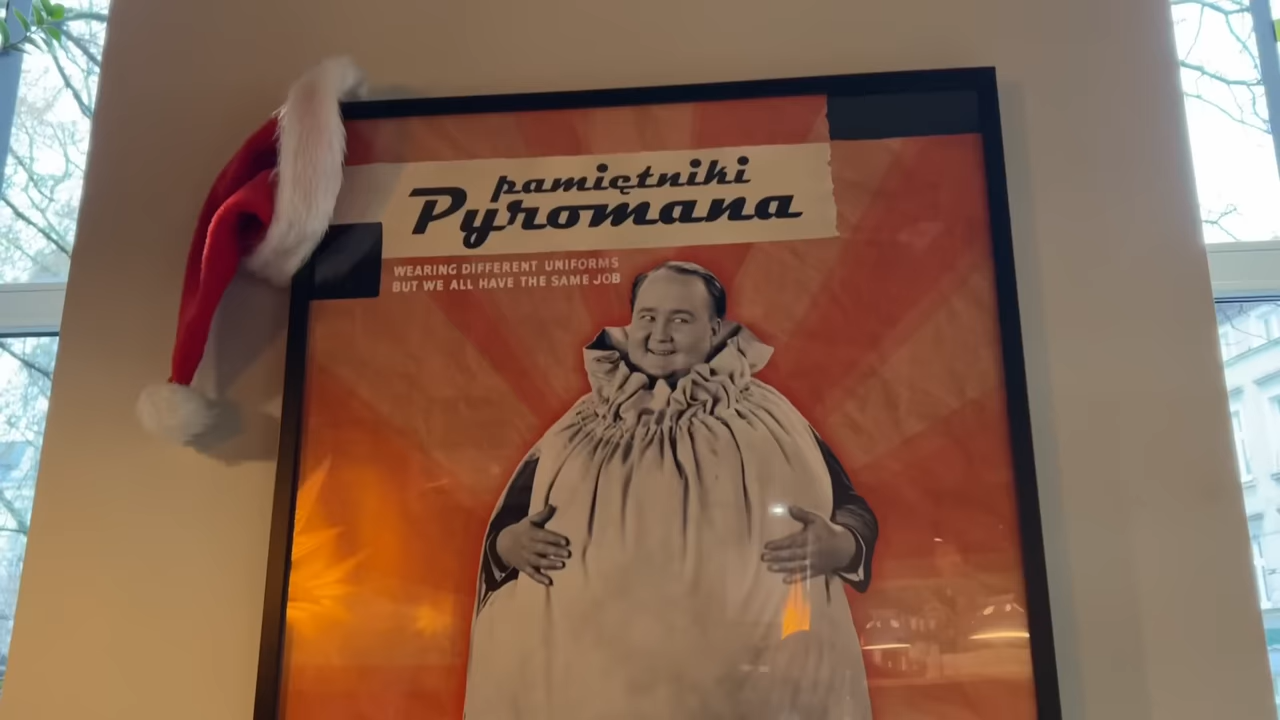 pamiętniki
Pyromana
WEARING DIFFERENT UNIFORMS
BUT WE ALL HAVE THE SAME JOB